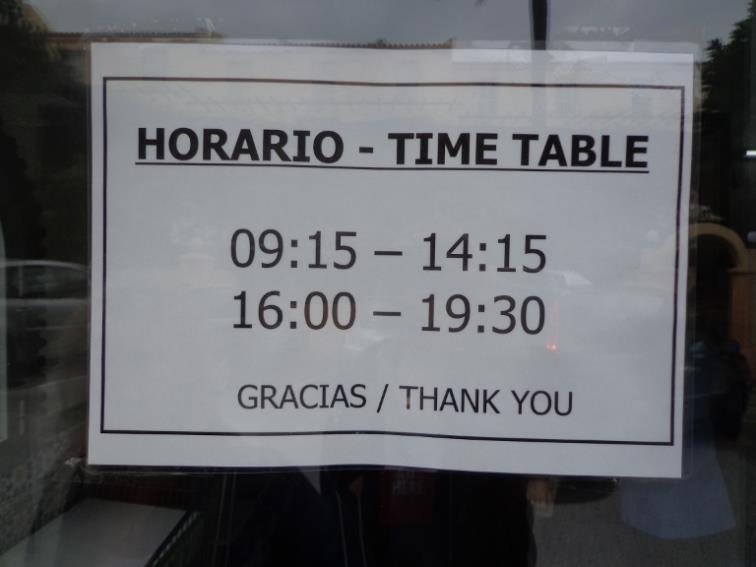 HORARIO - TIME TABLE
09:15 – 14:15
16:00 – 19:30
GRACIAS / THANK YOU